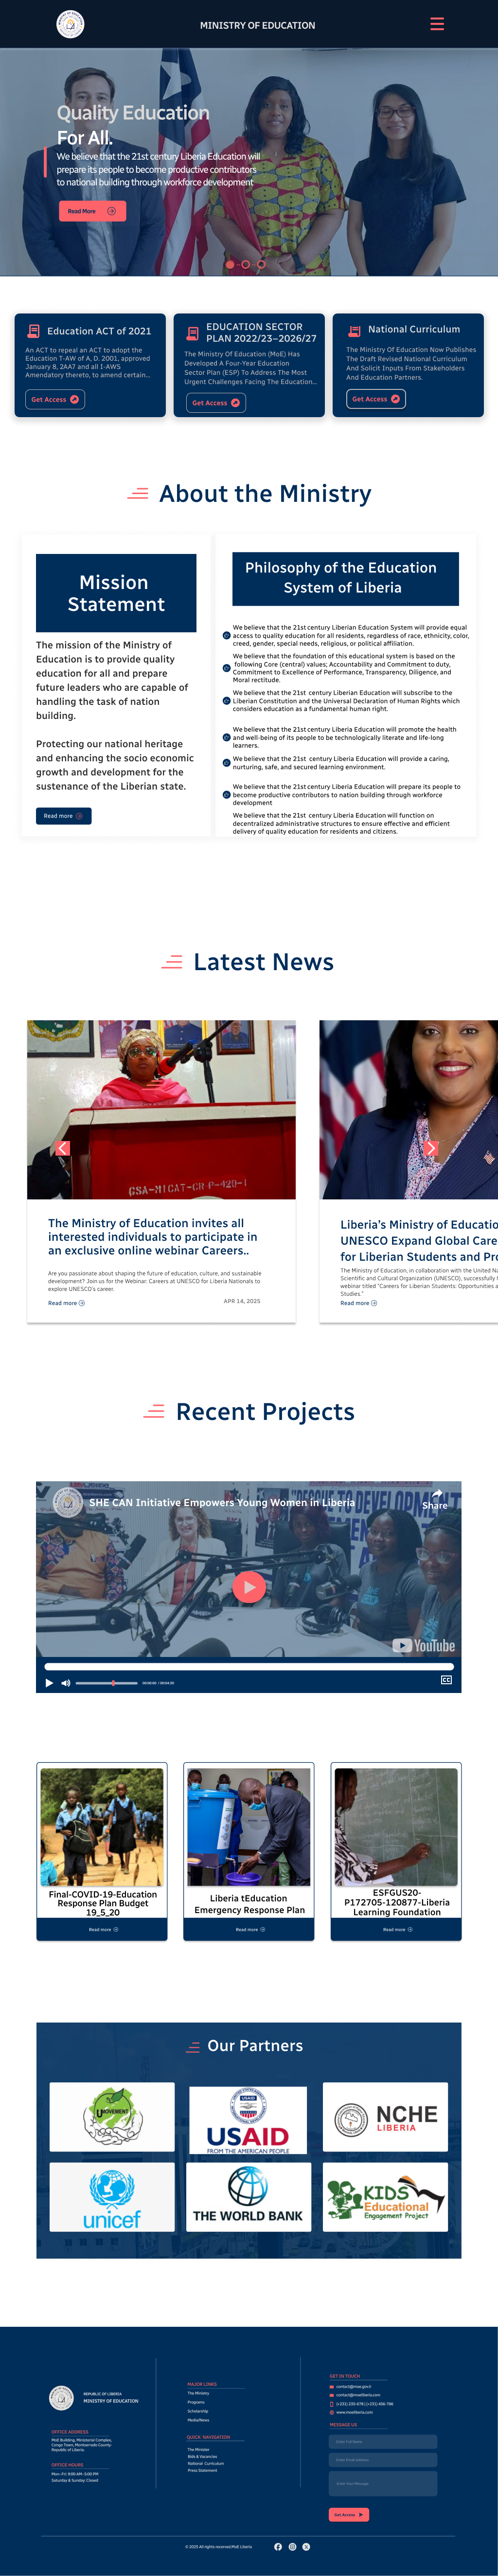 MINISTRY OF EDUCATION
Quality Education
For All.
We believe that the 21st century Liberia Education will
prepare its people to become productive contributors
to national building through workforce development
Read More
Education ACT of 2021
An ACT to repeal an ACT to adopt the
Education T-AW of A, D. 2001, approved
January 8, 2AA7 and all I-AWS
Amendatory thereto, to amend certain...
Get Access
EDUCATION SECTOR
PLAN 2022/23–2026/27
The Ministry Of Education (MoE) Has
Developed A Four-Year Education
Sector Plan (ESP) To Address The Most
Urgent Challenges Facing The Education...
Get Access
National Curriculum
The Ministry Of Education Now Publishes
The Draft Revised National Curriculum
And Solicit Inputs From Stakeholders
And Education Partners.
Get Access
About the Ministry
Mission
Statement
The mission of the Ministry of
Education is to provide quality
education for all and prepare
future leaders who are capable of
handling the task of nation
building.
Protecting our national heritage
and enhancing the socio economic
growth and development for the
sustenance of the Liberian state.
Read more
Philosophy of the Education
System of Liberia
We believe that the 21st century Liberian Education System will provide equal
access to quality education for all residents, regardless of race, ethnicity, color,
creed, gender, special needs, religious, or political affiliation.
We believe that the foundation of this educational system is based on the
following Core (central) values; Accountability and Commitment to duty,
Commitment to Excellence of Performance, Transparency, Diligence, and
Moral rectitude.
We believe that the 21st century Liberian Education will subscribe to the
Liberian Constitution and the Universal Declaration of Human Rights which
considers education as a fundamental human right.
We believe that the 21st century Liberia Education will promote the health
and well-being of its people to be technologically literate and life-long
learners.
We believe that the 21st century Liberia Education will provide a caring,
nurturing, safe, and secured learning environment.
We believe that the 21st century Liberia Education will prepare its people to
become productive contributors to nation building through workforce
development
We believe that the 21st century Liberia Education will function on
decentralized administrative structures to ensure effective and efficient
delivery of quality education for residents and citizens.
Latest News
GSA-MICAT-CR/P-420-1
The Ministry of Education invites all
interested individuals to participate in
an exclusive online webinar Careers..
Are you passionate about shaping the future of education, culture, and sustainable
development? Join us for the Webinar: Careers at UNESCO for Liberia Nationals to
explore UNESCO's career.
Read more
APR 14, 2025
Liberia's Ministry of Educatio
UNESCO Expand Global Care
for Liberian Students and Pro
The Ministry of Education, in collaboration with the United Na
Scientific and Cultural Organization (UNESCO), successfully h
webinar titled "Careers for Liberian Students: Opportunities a
Studies."
Read more
Recent Projects
SHE CAN Initiative Empowers Young Women in Liberia
Share
YouTube
00:00:00 / 00:04:30
CC
Final-COVID-19-Education
Response Plan Budget
19_5_20
Read more
Liberia tEducation
Emergency Response Plan
Read more
ESFGUS20-
P172705-120877-Liberia
Learning Foundation
Read more
Our Partners
UMOVEMENT
USAID
FROM THE AMERICAN PEOPLE
NCHE
LIBERIA
unicef
THE WORLD BANK
KIDS
Educational
Engagement Project
REPUBLIC OF LIBERIA
MINISTRY OF EDUCATION
OFFICE ADDRESS
MoE Building, Ministerial Complex,
Congo Town, Montserrado County
Republic of Liberia.
OFFICE HOURS
Mon–Fri: 9:00 AM–5:00 PM
Saturday & Sunday: Closed
MAJOR LINKS
The Ministry
Programs
ScholarshIp
Media/News
QUICK NAVIGATION
The Minister
Bids & Vacancies
National Curriculum
Press Statement
GET IN TOUCH
contact@moe.gov.lr
contact@moeliberia.com
www.moeliberia.com
MESSAGE US
Enter Full Name
Enter Email Address
Enter Your Message
Get Access
© 2025 All rights reserved MoE Liberia